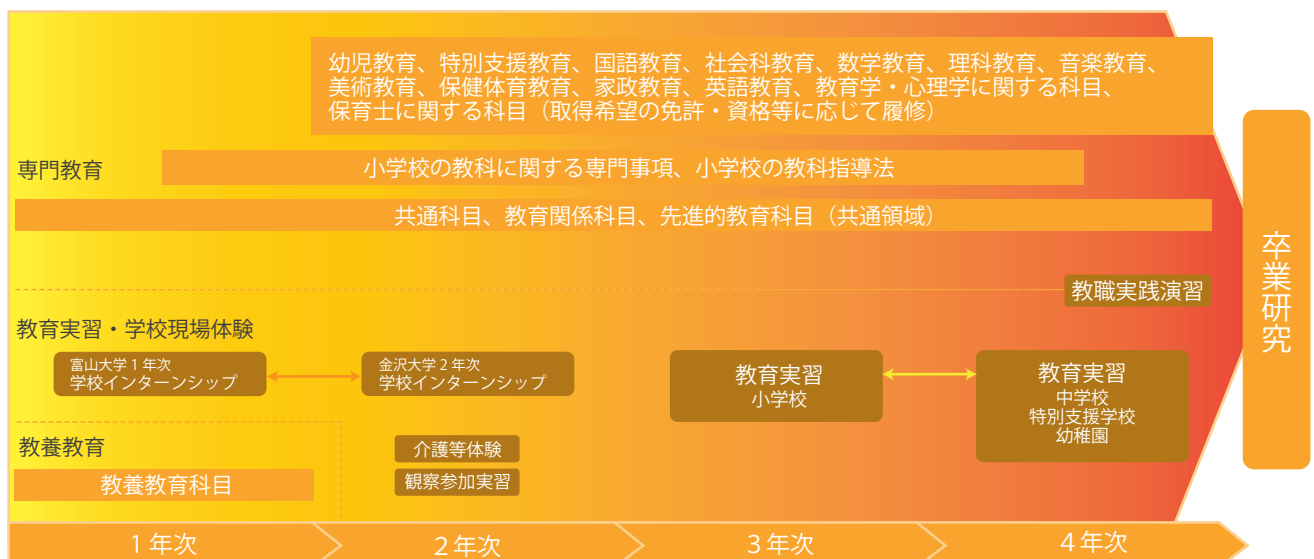 幼児教育、特別支援教育、国語教育、社会科教育、数学教育、理科教育、音楽教育、
美術教育、保健体育教育、家政教育、英語教育、教育学・心理学に関する科目、
保育士に関する科目（取得希望の免許・資格等に応じて履修）
専門教育
小学校の教科に関する専門事項、小学校の教科指導法
共通科目、教育関係科目、先進的教育科目（共通領域）
卒業研究
教職実践演習
教育実習・学校現場体験
富山大学１年次
学校インターンシップ
金沢大学２年次
学校インターンシップ
教育実習
小学校
教育実習
中学校
特別支援学校
幼稚園
教養教育
介護等体験
教養教育科目
観察参加実習
１年次
２年次
３年次
４年次